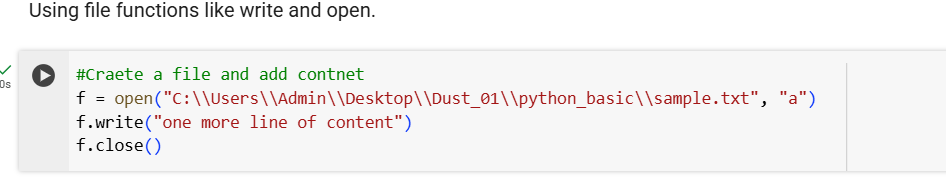 Using file functions like write and open.
0s
#Craete a file and add contnet
f = open("C:\\Users\\Admin\\Desktop\\Dust_01\\python_basic\\sample.txt", "a")
f.write("one more line of content")
f.close()